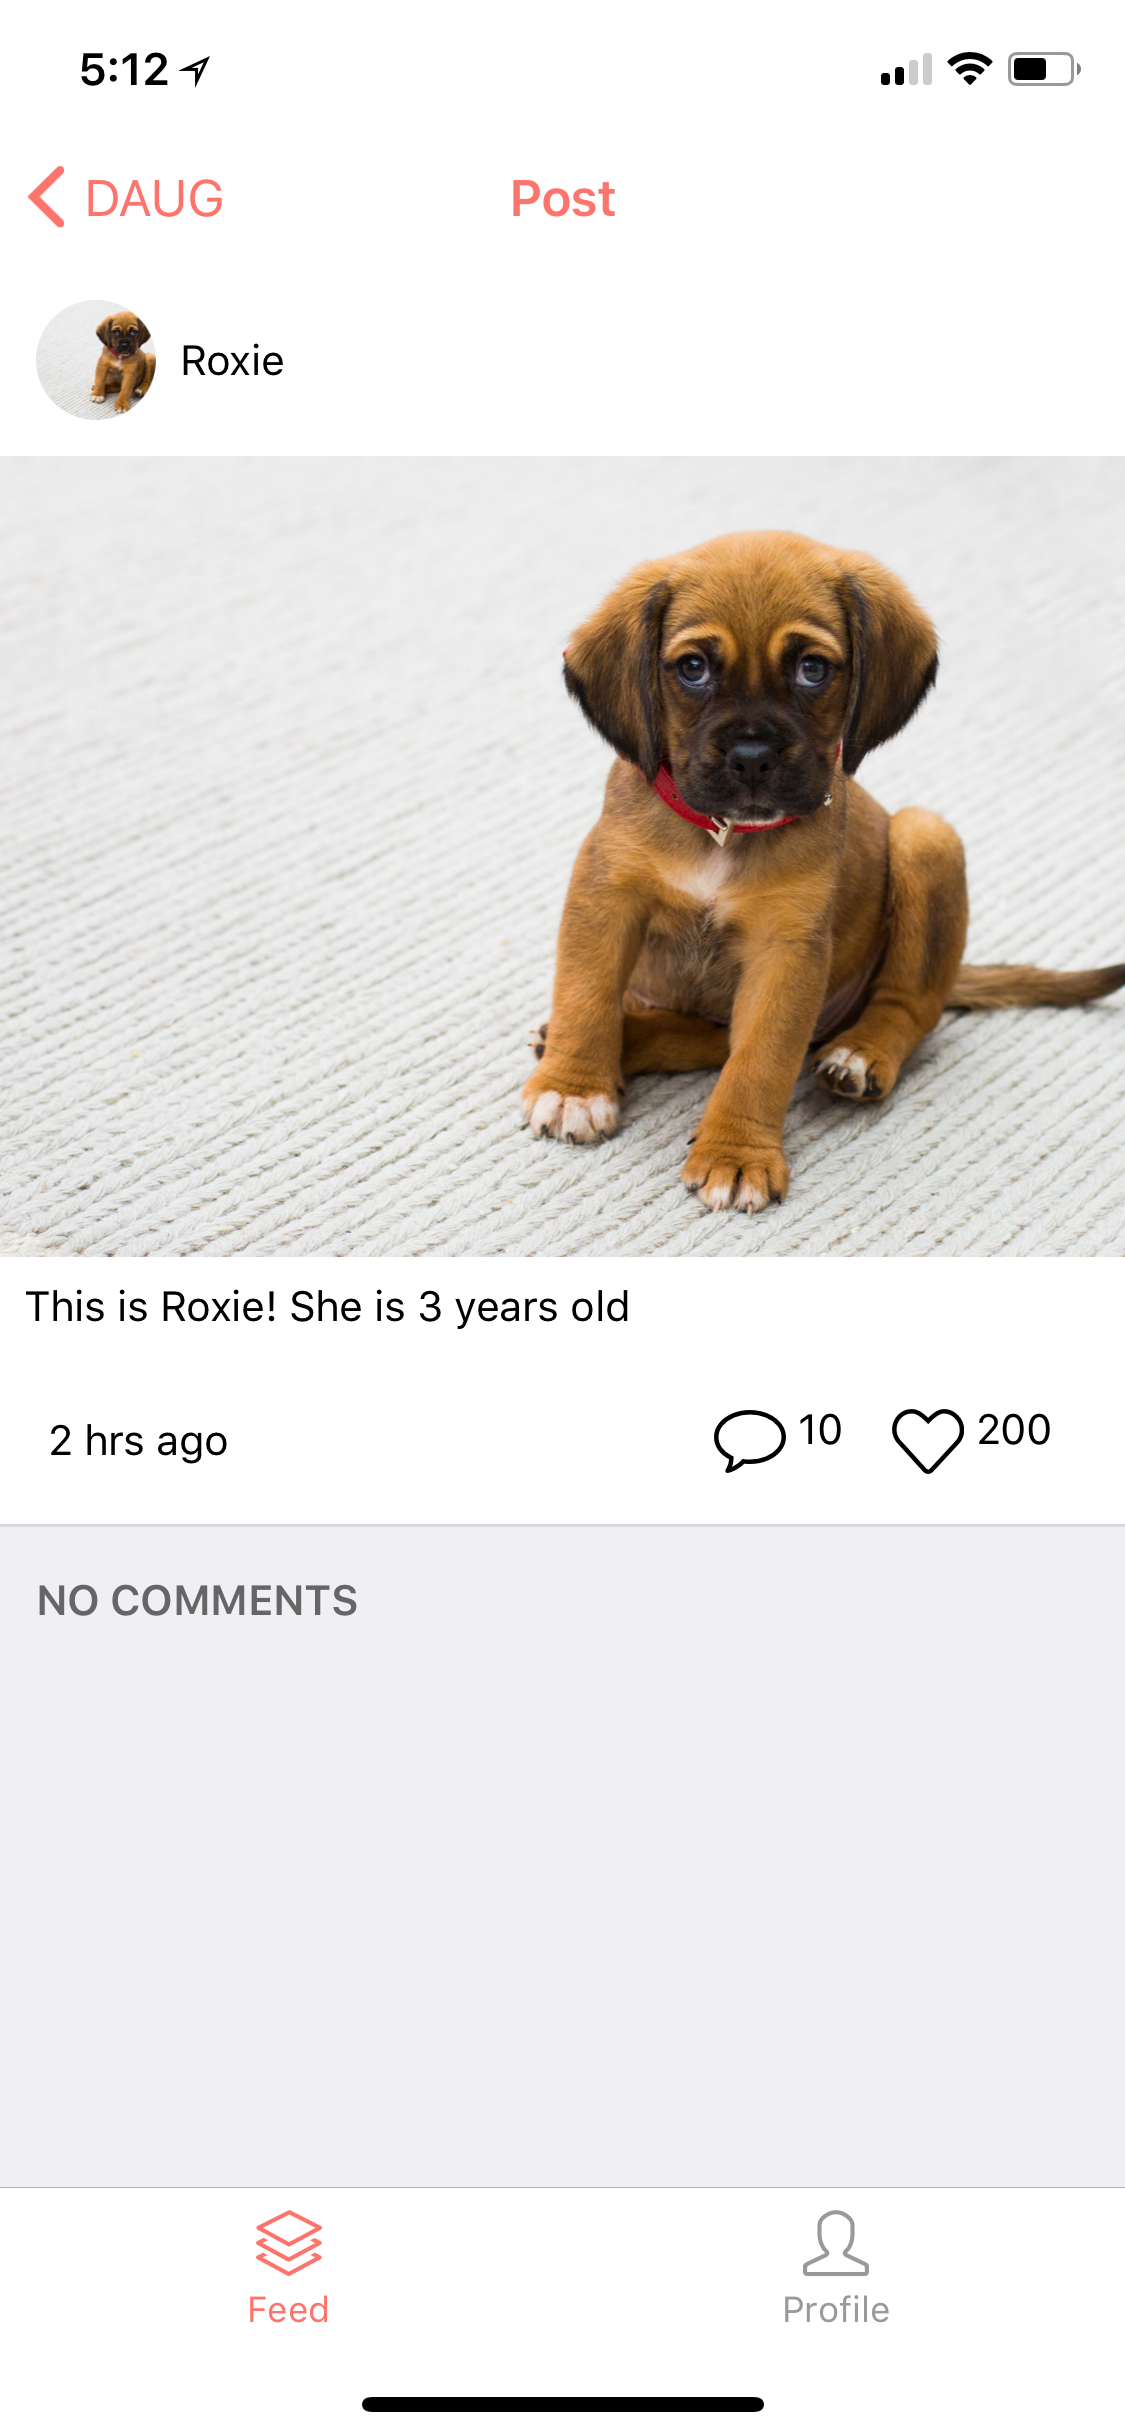 5:12
DAUG Post
Roxie
This is Roxie! She is 3 years old
2 hrs ago 10 200
NO COMMENTS
Feed Profile